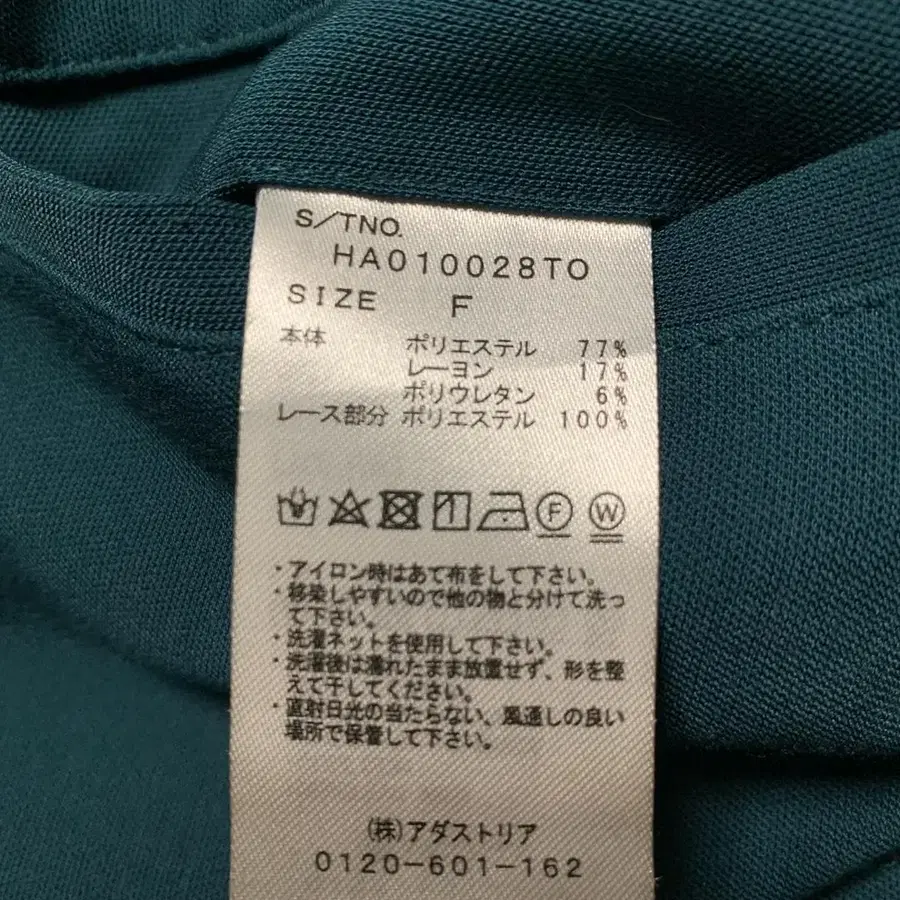 S/TNO.
HA010028TO
SIZE F
本体 ポリエステル 77%
レーヨン 17%
ポリウレタン 6%
レース部分 ポリエステル 100%
F W
・アイロン時はあて布をして下さい。
・移染しやすいので他の物と分けて洗っ
て下さい。
・洗濯ネットを使用して下さい。
・洗濯後は濡れたまま放置せず、形を整
えて干してください。
・直射日光の当たらない、風通しの良い
場所で保管して下さい。
(株)アダストリア
0120-601-162